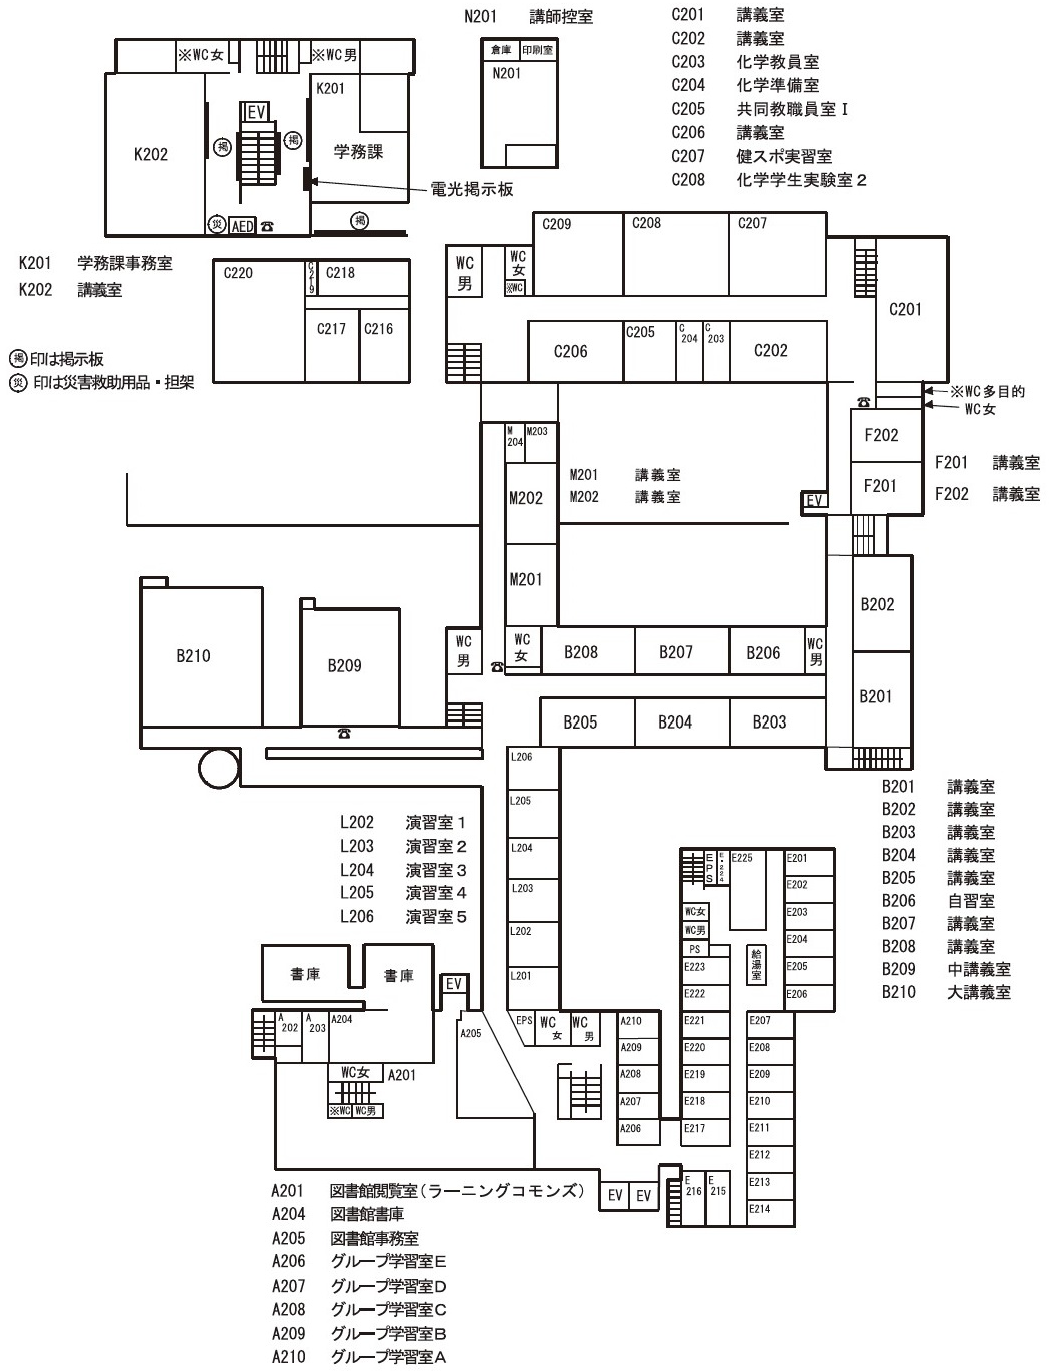 N201 講師控室
C201 講義室
C202 講義室
C203 化学教員室
C204 化学準備室
C205 共同教職員室Ⅰ
C206 講義室
C207 健スポ実習室
C208 化学学生実験室2
※WC女
※WC男
倉庫
印刷室
N201
K201
EV
K202
掲
掲
学務課
電光掲示板
災
AED
掲
K201 学務課事務室
K202 講義室
掲印は掲示板
災印は災害救助用品・担架
C220
C219
C218
C217
C216
WC男
WC女
※WC
C209
C208
C207
C201
C206
C205
C204
C203
C202
※WC多目的
WC女
F202
F201
F201 講義室
F202 講義室
EV
M204
M203
M202
M201
M201 講義室
M202 講義室
B210
B209
WC男
WC女
B208
B207
B206
WC男
B202
B201
B205
B204
B203
B201 講義室
B202 講義室
B203 講義室
B204 講義室
B205 講義室
B206 自習室
B207 講義室
B208 講義室
B209 中講義室
B210 大講義室
L206
L205
L204
L203
L202
L201
L202 演習室1
L203 演習室2
L204 演習室3
L205 演習室4
L206 演習室5
EPS
E・224
E225
E201
E202
E203
E204
E205
E206
WC女
WC男
PS
給湯室
E223
E222
E221
E220
E219
E218
E217
E207
E208
E209
E210
E211
E212
E213
E214
E216
E215
書庫
書庫
EV
A202
A203
A204
A205
EPS
WC女
WC男
A210
A209
A208
A207
A206
WC女
A201
※WC
WC男
EV
EV
A201 図書館閲覧室(ラーニングコモンズ)
A204 図書館書庫
A205 図書館事務室
A206 グループ学習室E
A207 グループ学習室D
A208 グループ学習室C
A209 グループ学習室B
A210 グループ学習室A